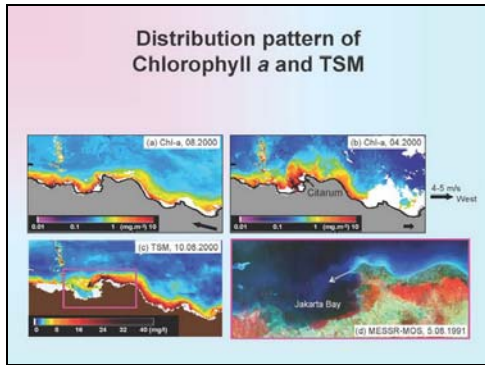 Distribution pattern of
Chlorophyll a and TSM
(a) Chl-a, 08.2000
(b) Chl-a, 04.2000
Citarum
4-5 m/s
West
0.01 0.1 1 (mg.m⁻³) 10
0.01 0.1 1 (mg.m⁻³) 10
(c) TSM, 10.08.2000
Jakarta Bay
0 8 16 24 32 40 (mg/l)
(d) MESSR-MOS, 5.08.1991